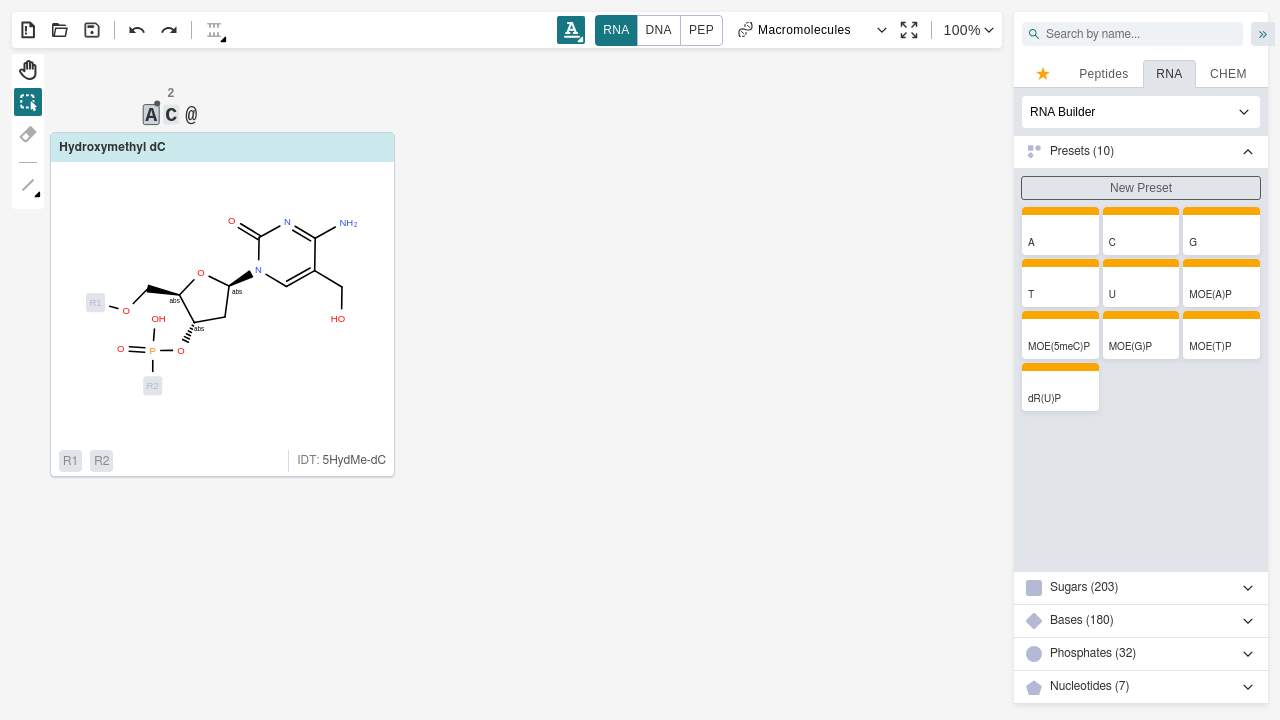 A RNA DNA PEP Macromolecules 100%
Search by name...
Peptides RNA CHEM
RNA Builder
Presets (10)
New Preset
A C G
T U MOE(A)P
MOE(5meC)P MOE(G)P MOE(T)P
dR(U)P
Sugars (203)
Bases (180)
Phosphates (32)
Nucleotides (7)
2
A C @
Hydroxymethyl dC
O N NH2
N
O abs
R1 O abs
OH abs HO
O P O
R2
R1 R2 IDT: 5HydMe-dC